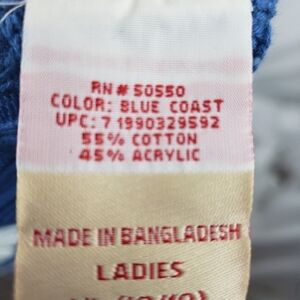 RN # 50550
COLOR: BLUE COAST
UPC: 7 1990329592
55% COTTON
45% ACRYLIC
MADE IN BANGLADESH
LADIES